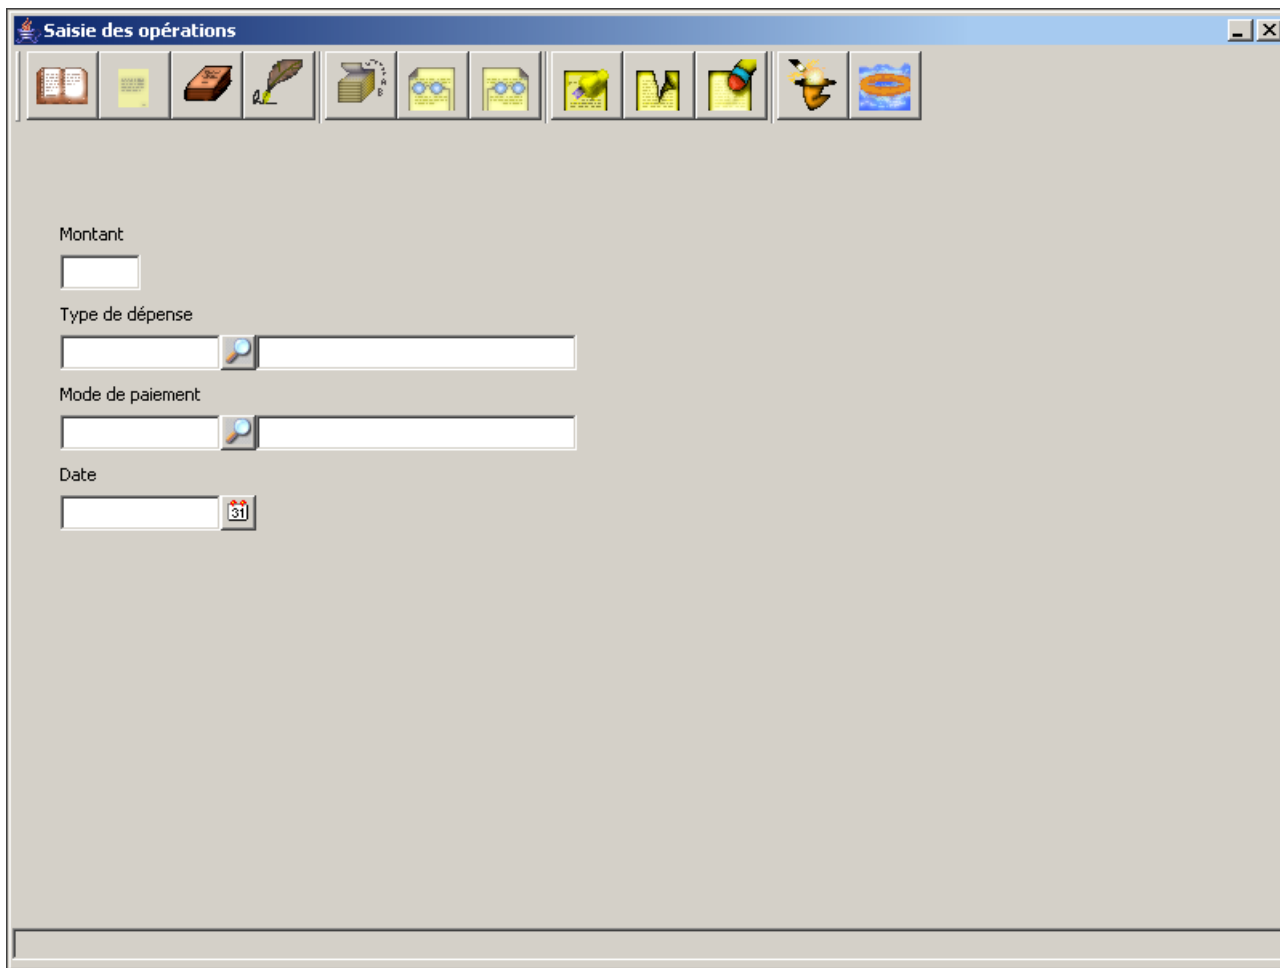 Saisie des opérations
A
B
Montant
Type de dépense
Mode de paiement
Date
31